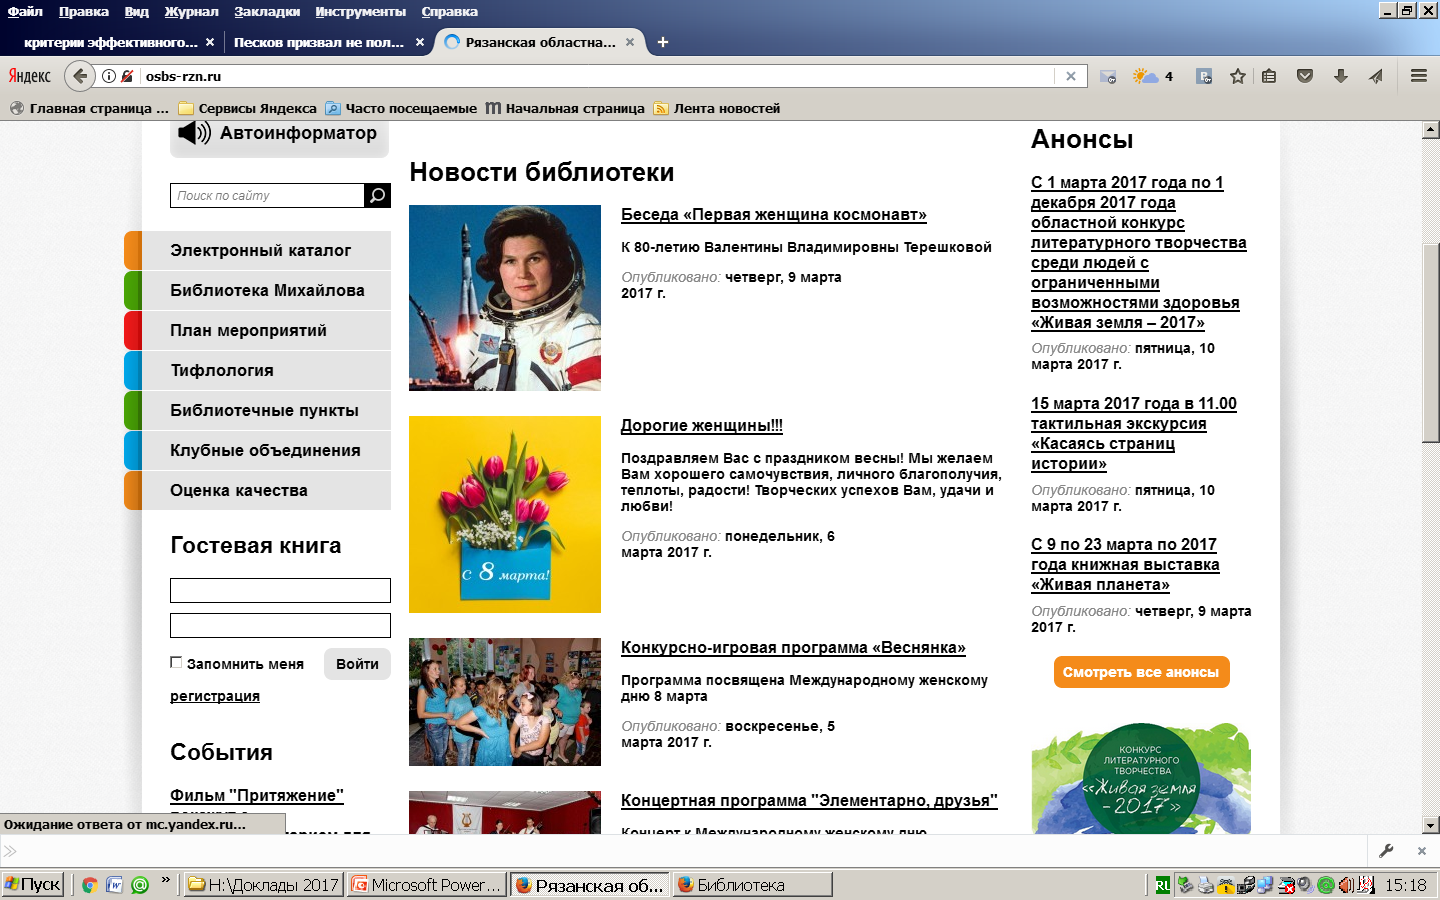 Файл Правка Вид Журнал Закладки Инструменты Справка
критерии эффективного... Песков призвал не пол... Рязанская областна...
Яндекс osbs-rzn.ru 4
Главная страница ... Сервисы Яндекса Часто посещаемые Начальная страница Лента новостей
Автоинформатор
Поиск по сайту
Электронный каталог
Библиотека Михайлова
План мероприятий
Тифлология
Библиотечные пункты
Клубные объединения
Оценка качества
Гостевая книга
Запомнить меня Войти
регистрация
События
Фильм "Притяжение"
Новости библиотеки
Беседа «Первая женщина космонавт»
К 80-летию Валентины Владимировны Терешковой
Опубликовано: четверг, 9 марта
2017 г.
Дорогие женщины!!!
Поздравляем Вас с праздником весны! Мы желаем
Вам хорошего самочувствия, личного благополучия,
теплоты, радости! Творческих успехов Вам, удачи и
любви!
Опубликовано: понедельник, 6
марта 2017 г.
с 8 марта!
Конкурсно-игровая программа «Веснянка»
Программа посвящена Международному женскому
дню 8 марта
Опубликовано: воскресенье, 5
марта 2017 г.
Концертная программа "Элементарно, друзья"
Концерт к Международному женскому дню
Анонсы
С 1 марта 2017 года по 1
декабря 2017 года
областной конкурс
литературного творчества
среди людей с
ограниченными
возможностями здоровья
«Живая земля – 2017»
Опубликовано: пятница, 10
марта 2017 г.
15 марта 2017 года в 11.00
тактильная экскурсия
«Касаясь страниц
истории»
Опубликовано: пятница, 10
марта 2017 г.
С 9 по 23 марта по 2017
года книжная выставка
«Живая планета»
Опубликовано: четверг, 9 марта
2017 г.
Смотреть все анонсы
КОНКУРС
ЛИТЕРАТУРНОГО
ТВОРЧЕСТВА
«Живая земля
- 2017»
Ожидание ответа от mc.yandex.ru...
Пуск H:\Доклады 2017 Microsoft Power... Рязанская об... Библиотека RL 15:18